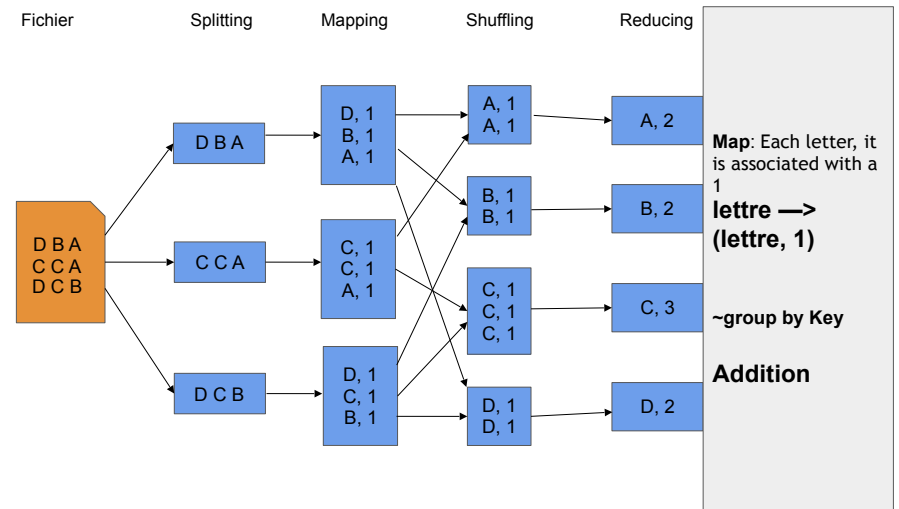 Fichier
Splitting
Mapping
Shuffling
Reducing
D B A
C C A
D C B
D B A
C C A
D C B
D, 1
B, 1
A, 1
C, 1
C, 1
A, 1
D, 1
C, 1
B, 1
A, 1
A, 1
B, 1
B, 1
C, 1
C, 1
C, 1
D, 1
D, 1
A, 2
B, 2
C, 3
D, 2
Map: Each letter, it
is associated with a
1
lettre —>
(lettre, 1)
~group by Key
Addition